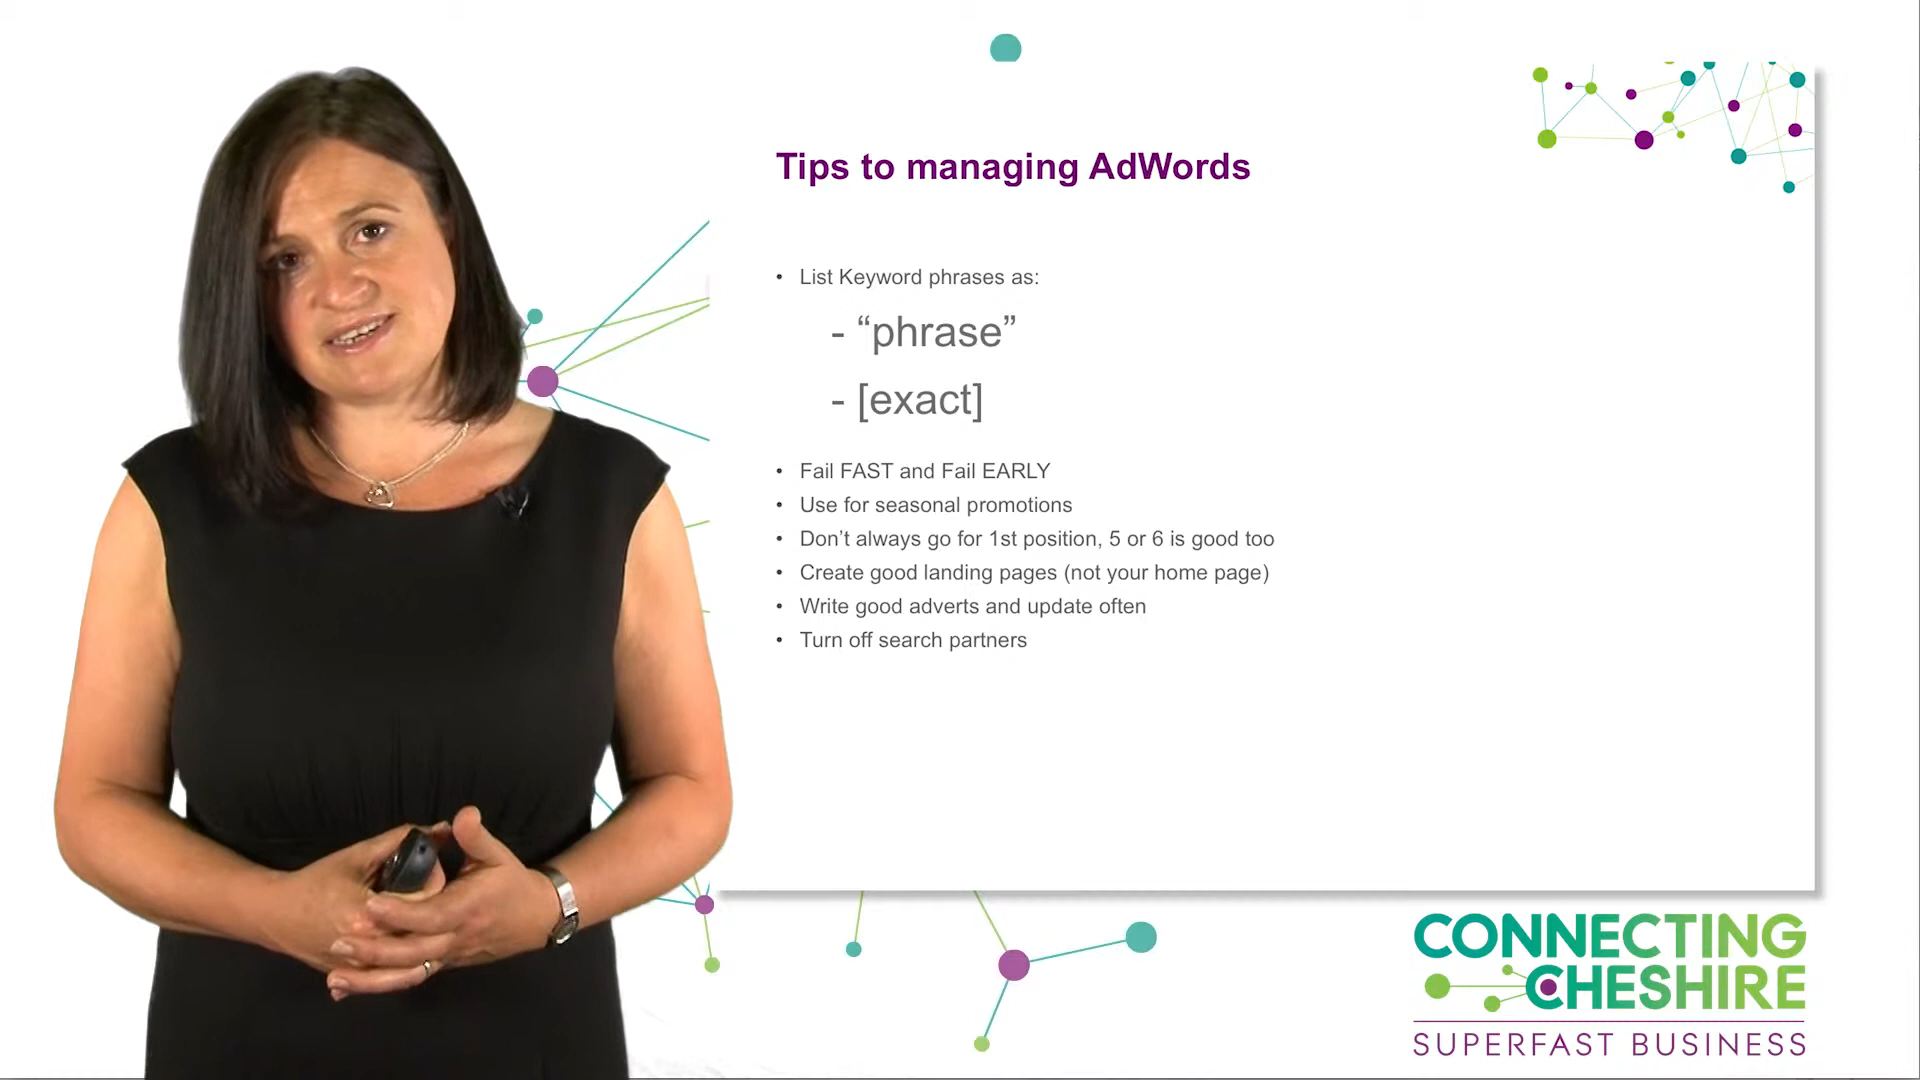 Tips to managing AdWords
• List Keyword phrases as:
- “phrase”
- [exact]
• Fail FAST and Fail EARLY
• Use for seasonal promotions
• Don’t always go for 1st position, 5 or 6 is good too
• Create good landing pages (not your home page)
• Write good adverts and update often
• Turn off search partners
CONNECTING
CHESHIRE
SUPERFAST BUSINESS